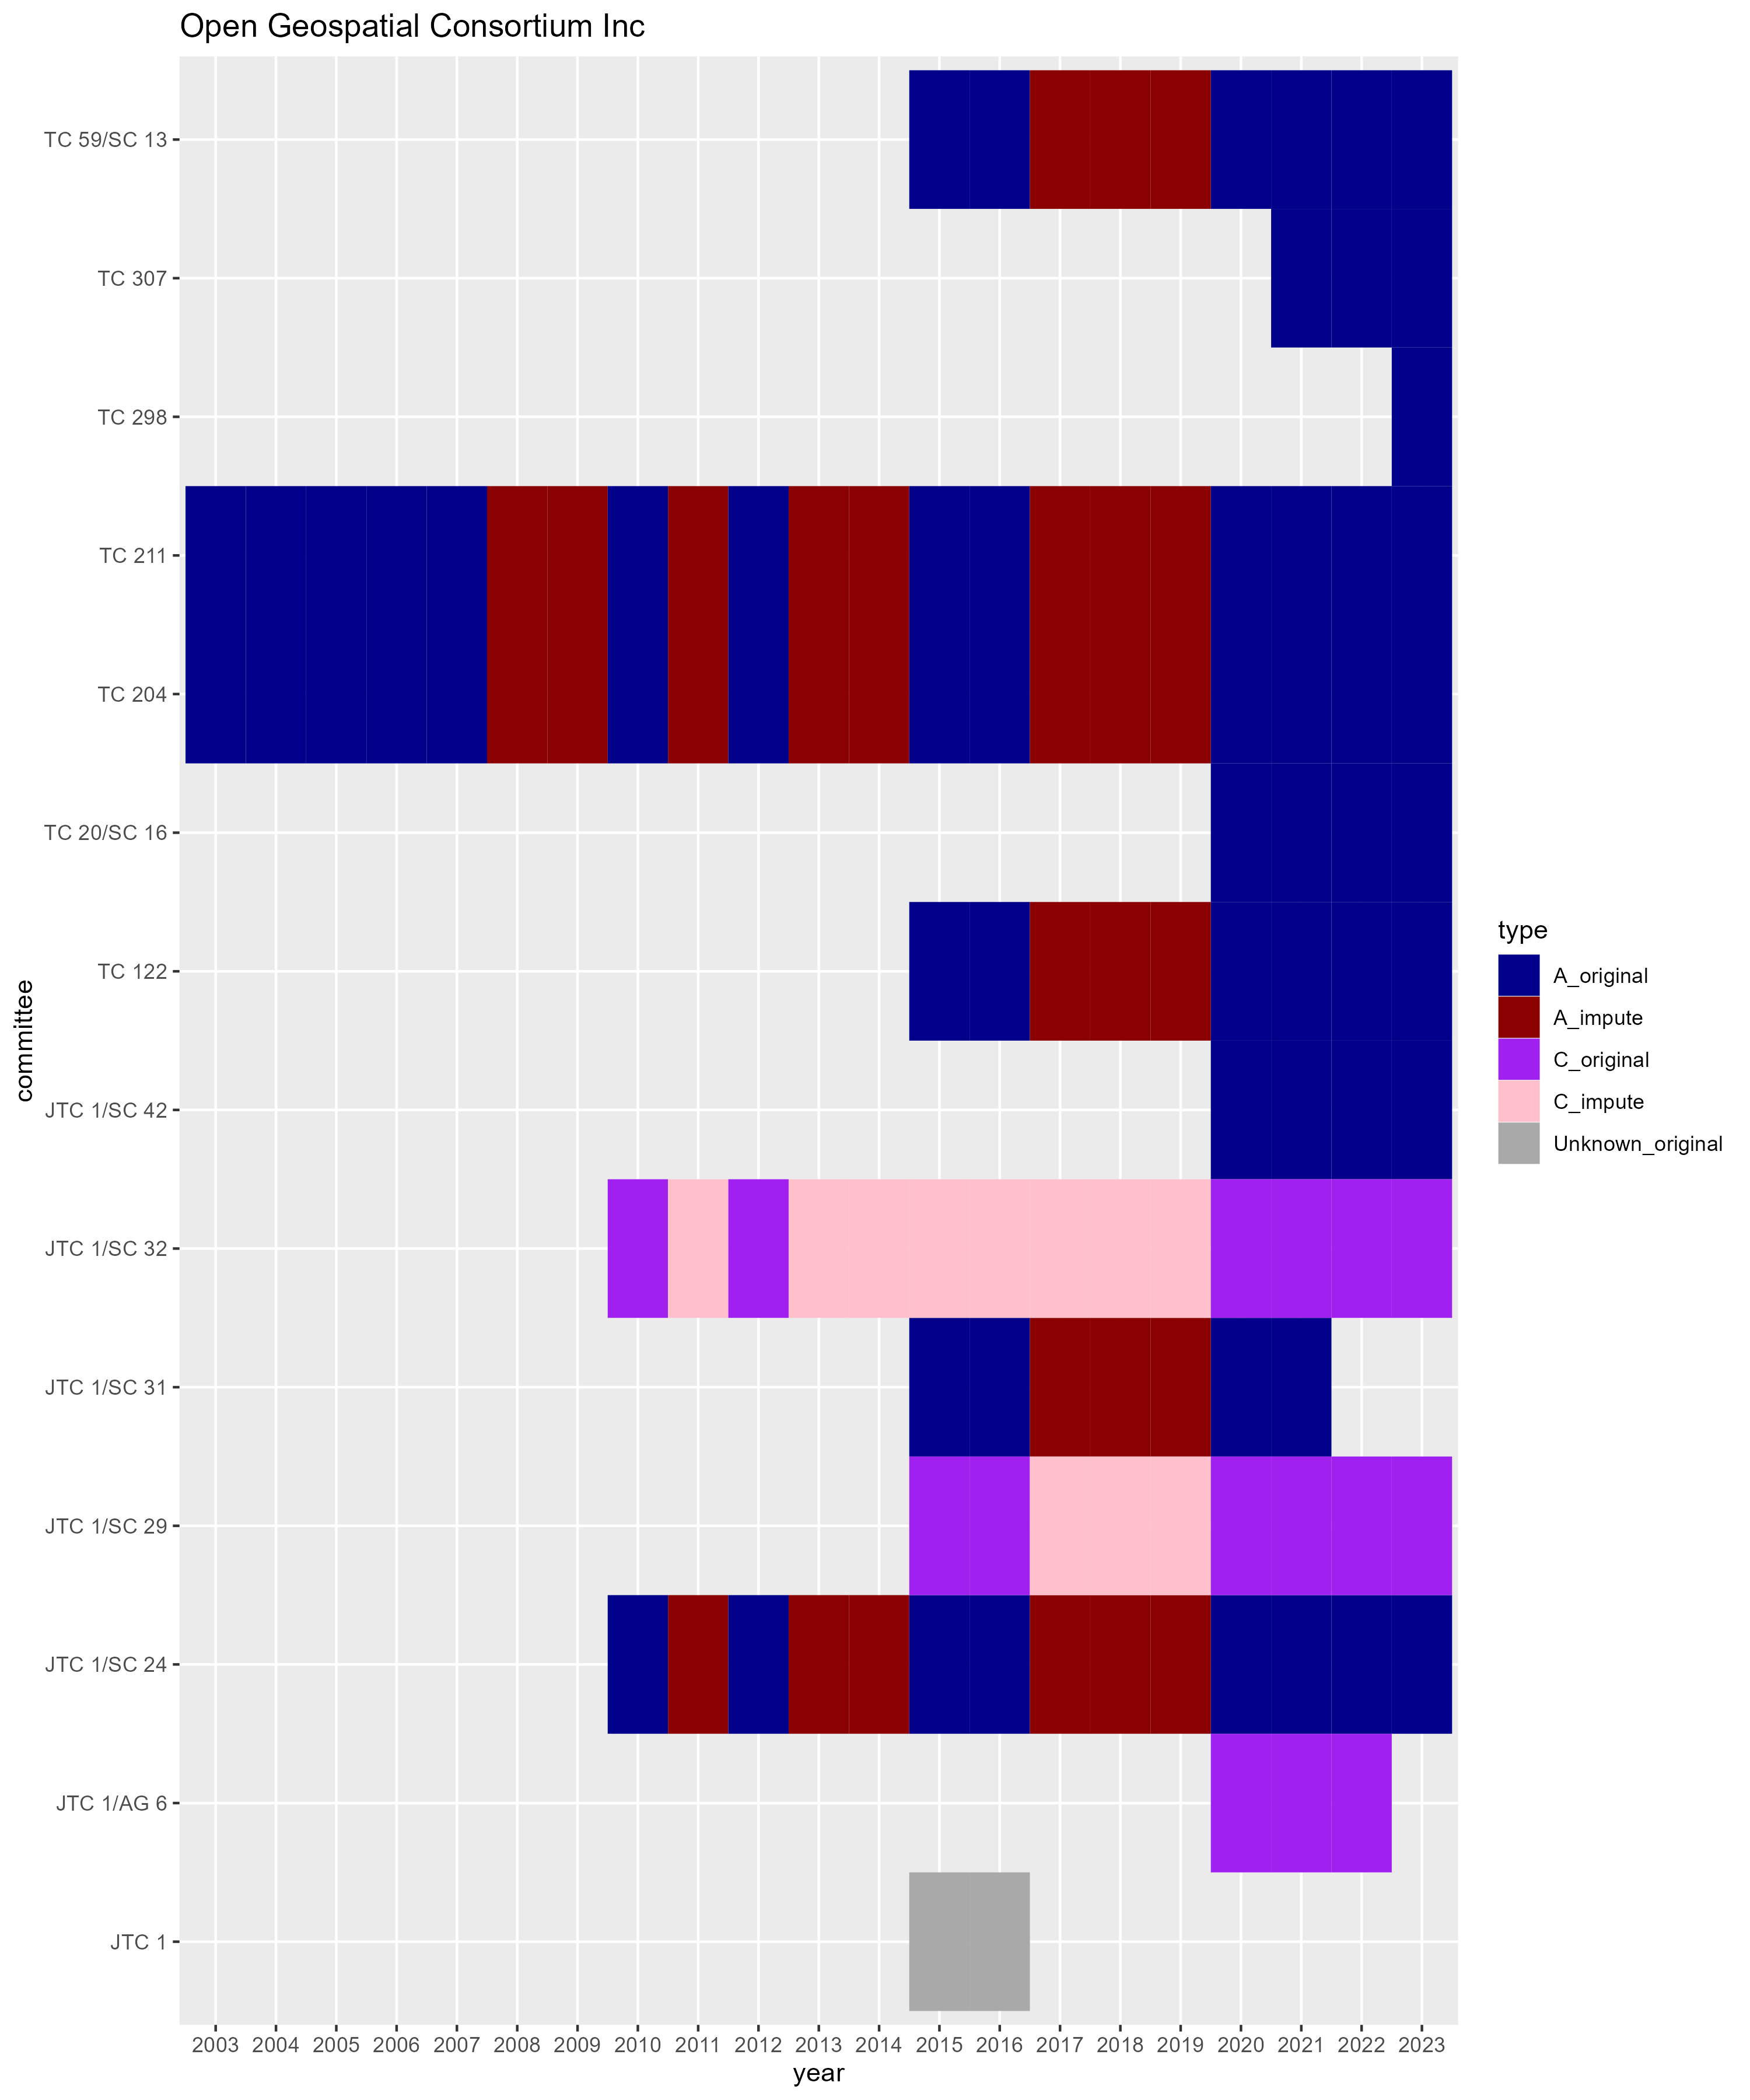 Open Geospatial Consortium Inc
committee
TC 59/SC 13
TC 307
TC 298
TC 211
TC 204
TC 20/SC 16
TC 122
JTC 1/SC 42
JTC 1/SC 32
JTC 1/SC 31
JTC 1/SC 29
JTC 1/SC 24
JTC 1/AG 6
JTC 1
2003 2004 2005 2006 2007 2008 2009 2010 2011 2012 2013 2014 2015 2016 2017 2018 2019 2020 2021 2022 2023
year
type
A_original
A_impute
C_original
C_impute
Unknown_original